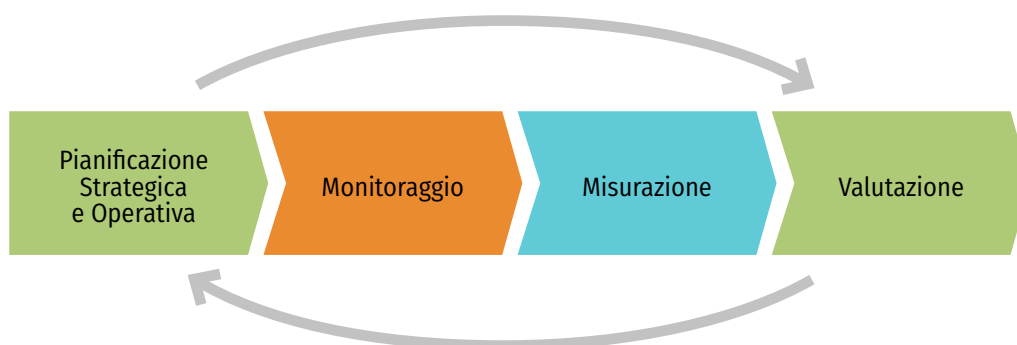 Pianificazione
Strategica
e Operativa
Monitoraggio
Misurazione
Valutazione